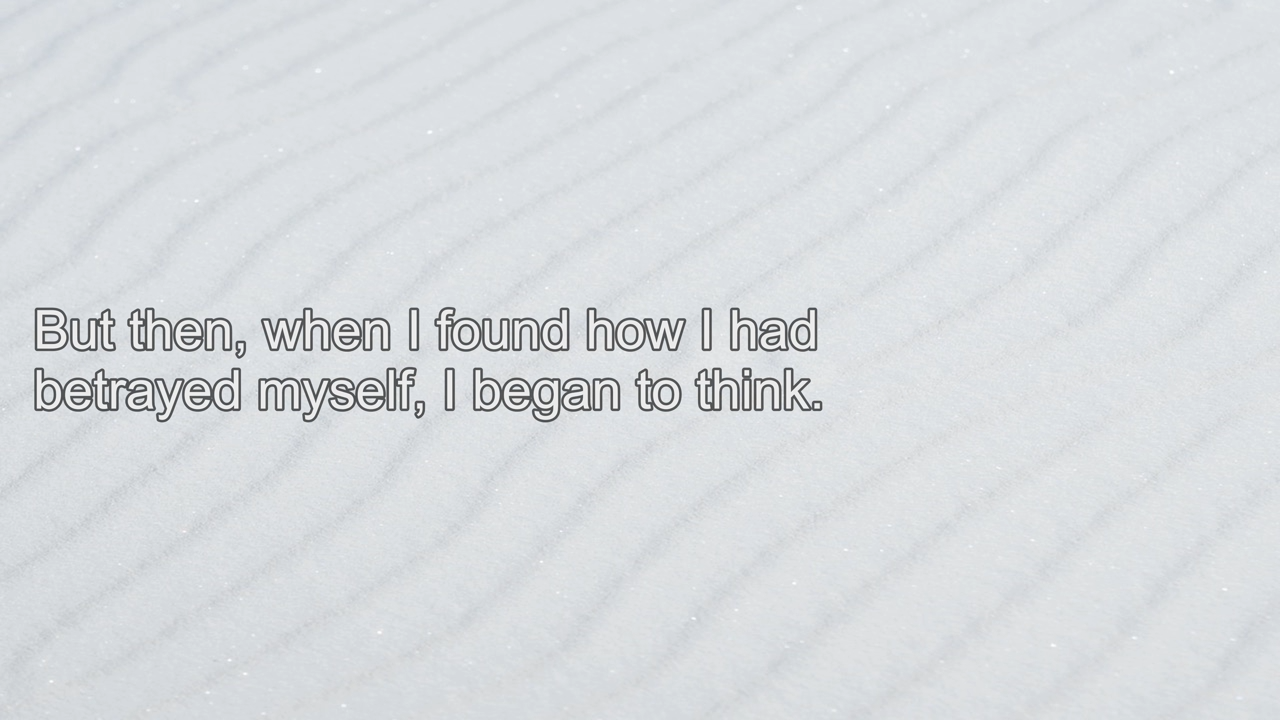 But then, when I found how I had
betrayed myself, I began to think.